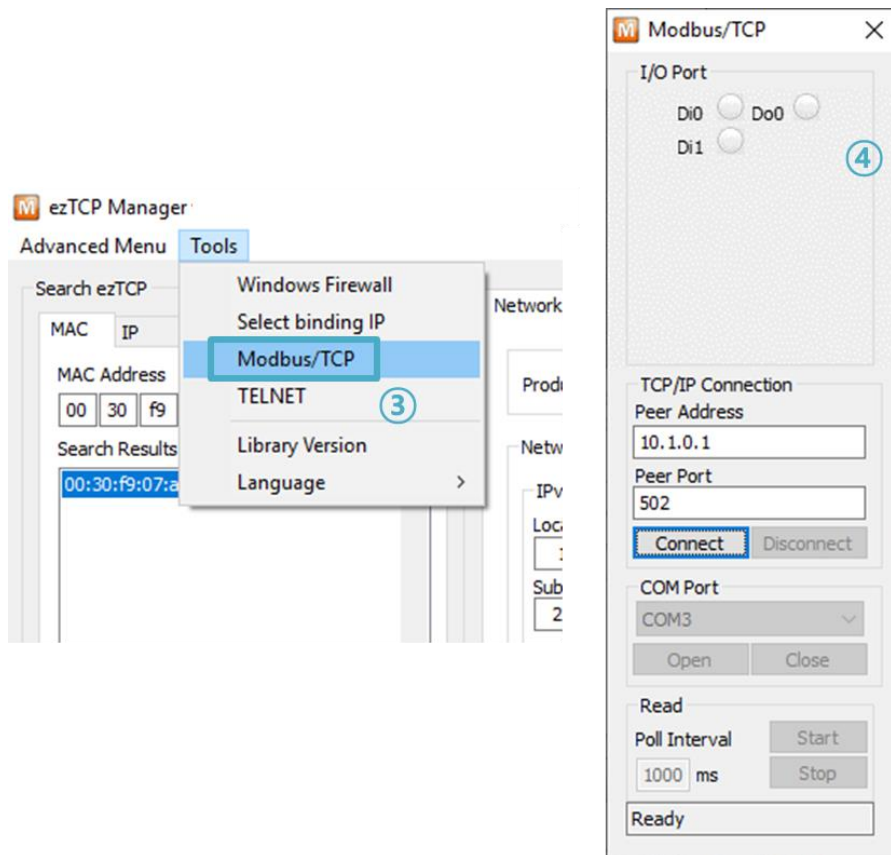 ezTCP Manager
Advanced Menu Tools
Search ezTCP
MAC IP
MAC Address
00 30 f9
Search Results
00:30:f9:07:a
Windows Firewall
Select binding IP
Modbus/TCP
TELNET
③
Library Version
Language >
Network
Netw
IPv
Sub
2
Modbus/TCP
I/O Port
Di0 Do0
Di1
④
TCP/IP Connection
Peer Address
10.1.0.1
Peer Port
502
Connect Disconnect
COM Port
COM3
Open Close
Read
Poll Interval Start
1000 ms Stop
Ready